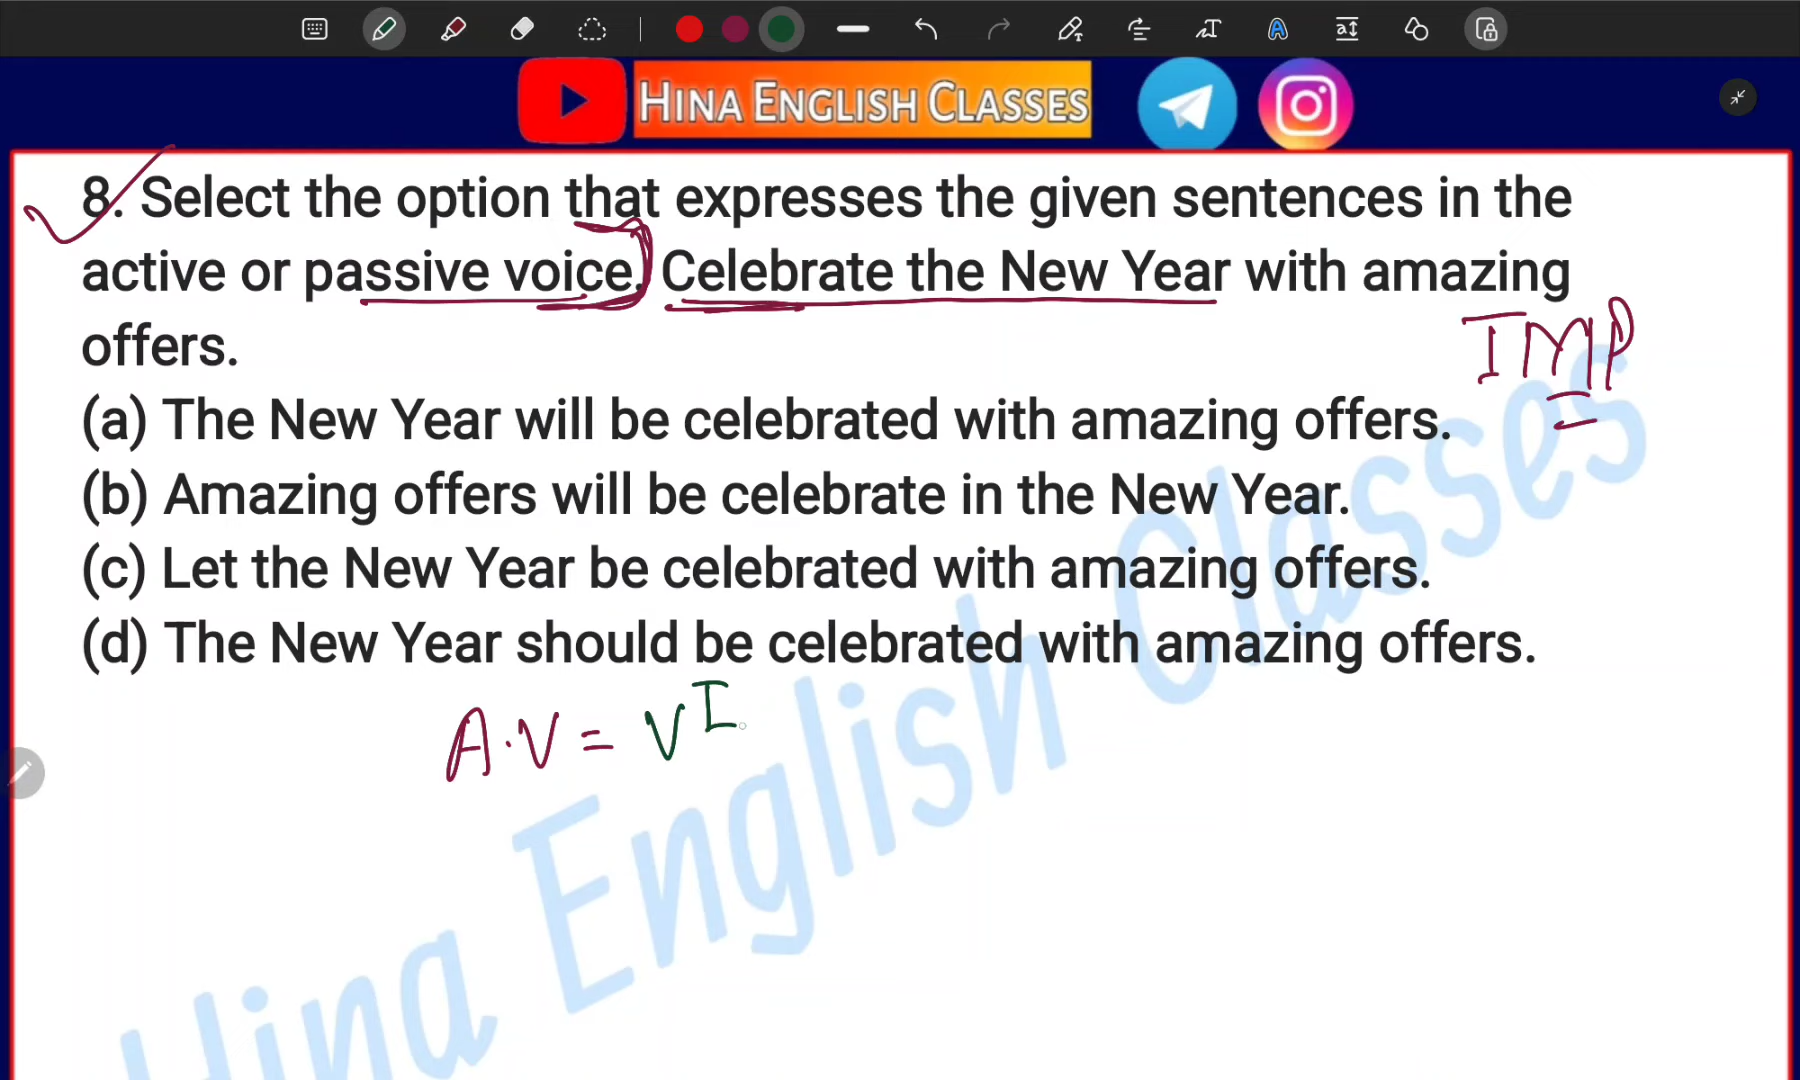 HINA ENGLISH CLASSES
8. Select the option that expresses the given sentences in the
active or passive voice. Celebrate the New Year with amazing
offers.
IMP
(a) The New Year will be celebrated with amazing offers.
(b) Amazing offers will be celebrate in the New Year.
(c) Let the New Year be celebrated with amazing offers.
(d) The New Year should be celebrated with amazing offers.
A.V = V I
Hina English Classes